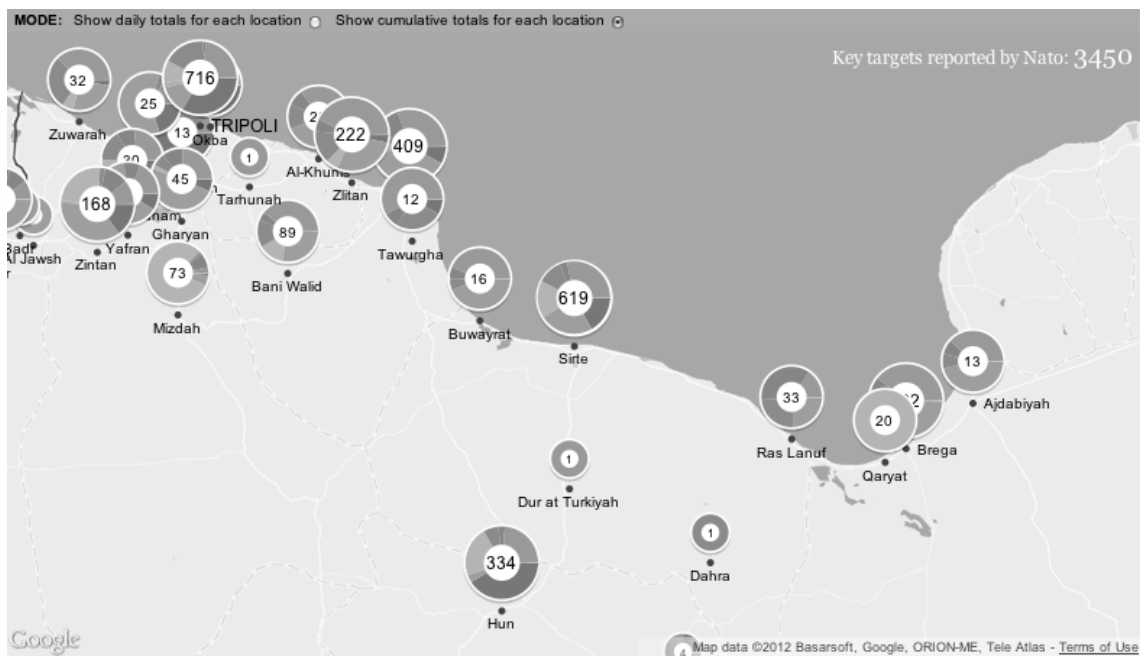 MODE: Show daily totals for each location Show cumulative totals for each location
Key targets reported by Nato: 3450
32
Zuwarah
25
716
13
TRIPOLI
Okba
1
Tarhunah
Al-Khums
222
Zlitan
409
168
Zintan
Yafran
45
Gharyan
12
Tawurgha
Al Jawsh
89
Bani Walid
73
Mizdah
16
Buwayrat
619
Sirte
33
Ras Lanuf
20
Qaryat
Brega
13
Ajdabiyah
1
Dur at Turkiyah
1
Dahra
334
Hun
4
Google
Map data ©2012 Basarsoft, Google, ORION-ME, Tele Atlas - Terms of Use